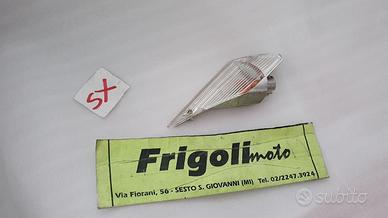 SX
Frigolimoto
Via Fiorani, 56 - SESTO S. GIOVANNI (MI) Tel. 02/2247.3924
subito